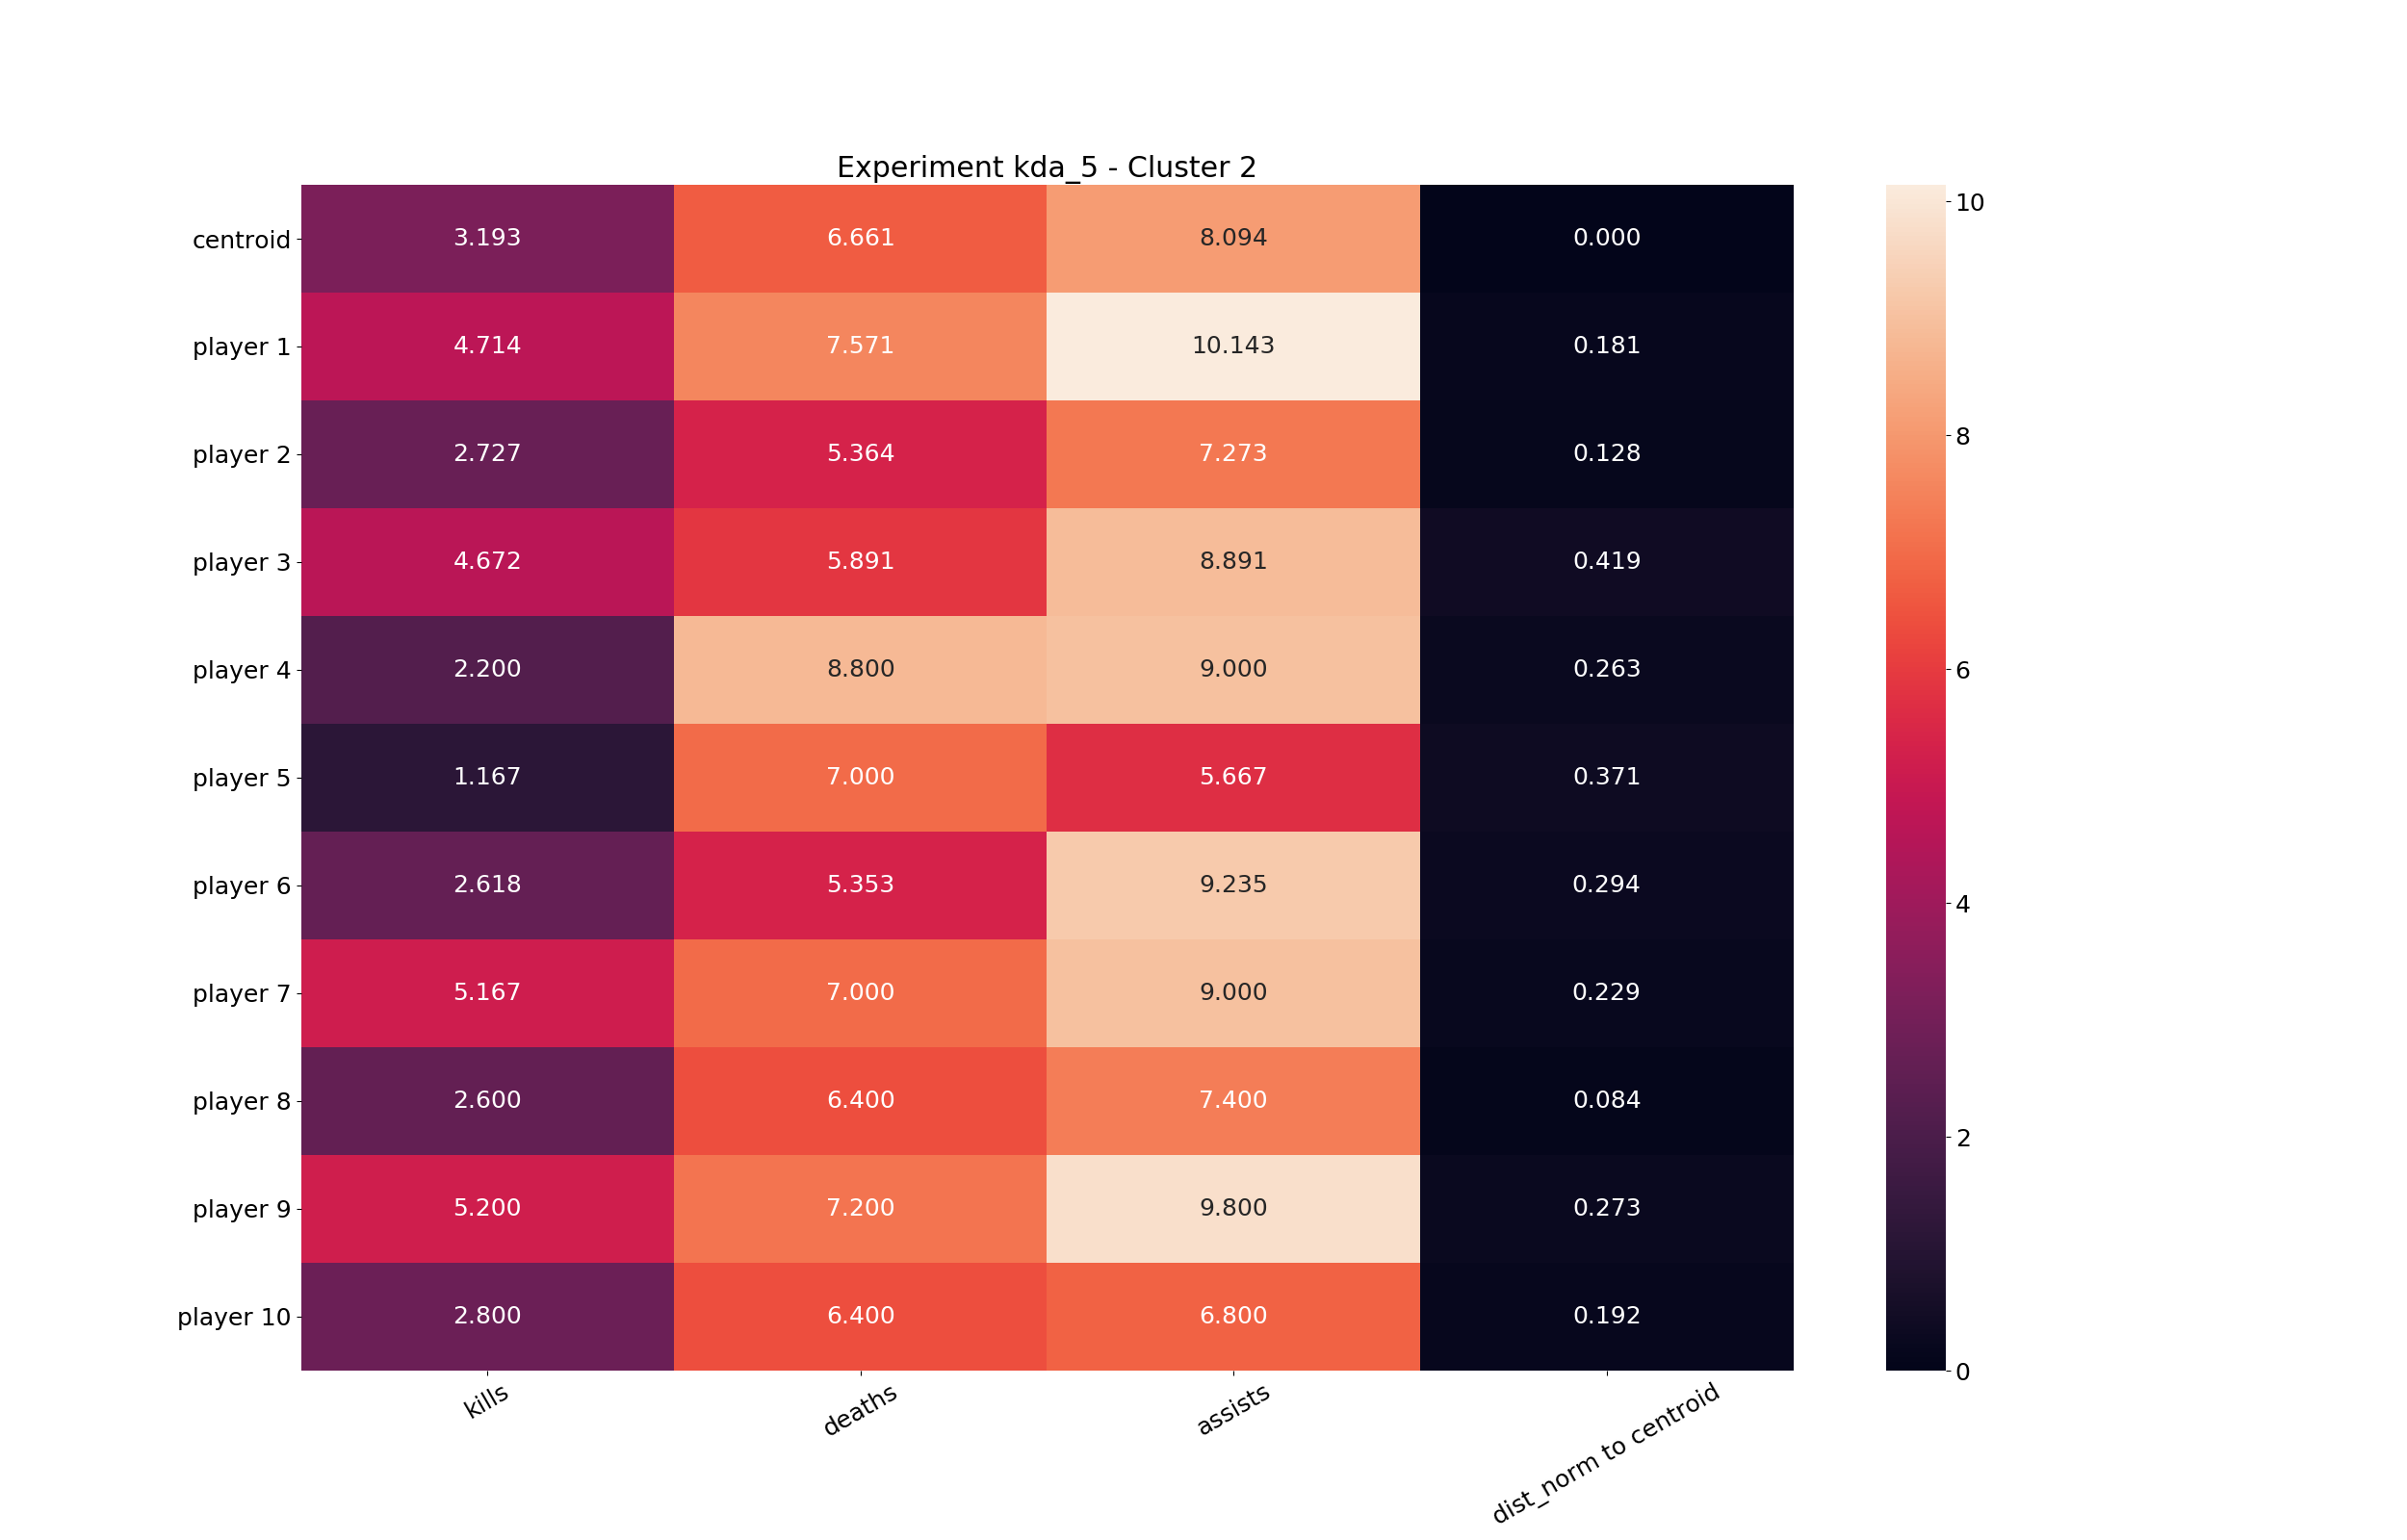 Experiment kda_5 - Cluster 2
centroid 3.193 6.661 8.094 0.000
player 1 4.714 7.571 10.143 0.181
player 2 2.727 5.364 7.273 0.128
player 3 4.672 5.891 8.891 0.419
player 4 2.200 8.800 9.000 0.263
player 5 1.167 7.000 5.667 0.371
player 6 2.618 5.353 9.235 0.294
player 7 5.167 7.000 9.000 0.229
player 8 2.600 6.400 7.400 0.084
player 9 5.200 7.200 9.800 0.273
player 10 2.800 6.400 6.800 0.192
kills deaths assists dist_norm to centroid
10
8
6
4
2
0